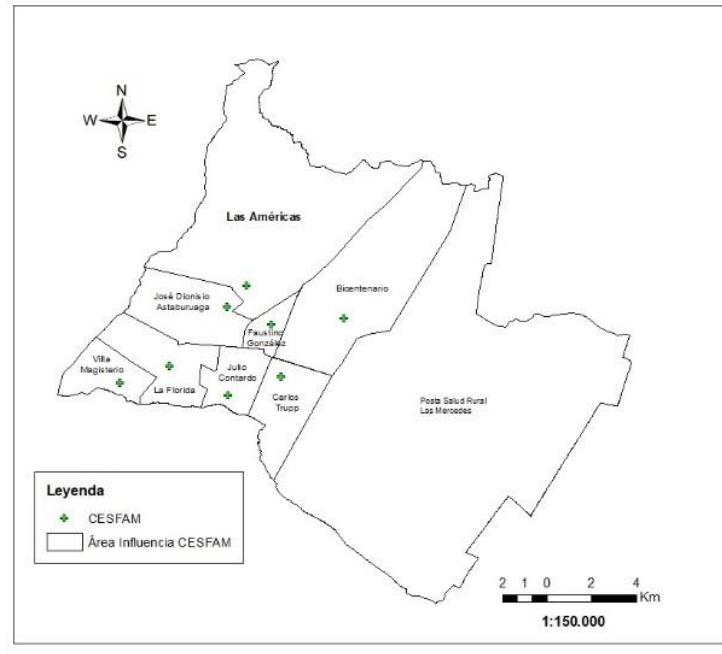 N
W E
S
Las Américas
José Dionisio
Astaburuaga
Bicentenario
Faustino
González
Villa
Magisterio
La Florida
Julio
Contardo
Carlos
Trupp
Posta Salud Rural
Las Mercedes
Leyenda
CESFAM
Área Influencia CESFAM
2 1 0 2 4
Km
1:150.000